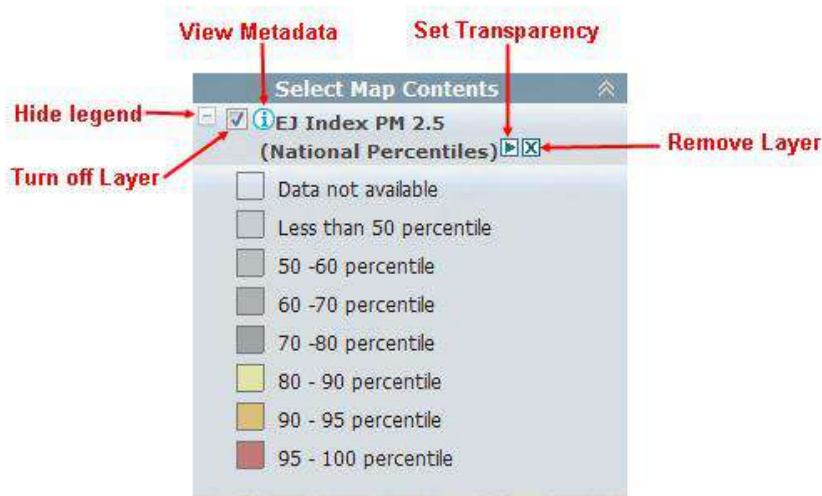 View Metadata
Set Transparency
Select Map Contents
Hide legend
EJ Index PM 2.5
(National Percentiles)
Remove Layer
Turn off Layer
Data not available
Less than 50 percentile
50 -60 percentile
60 -70 percentile
70 -80 percentile
80 - 90 percentile
90 - 95 percentile
95 - 100 percentile